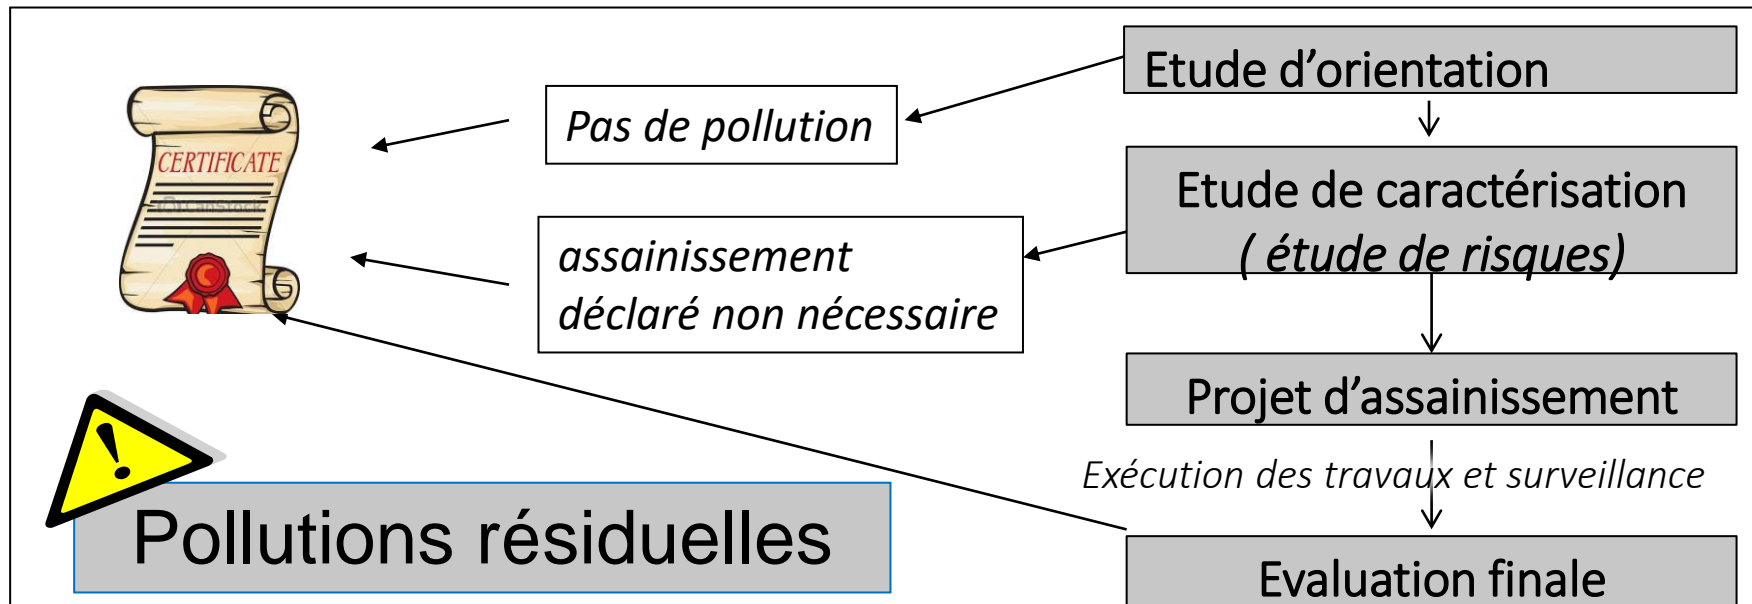 Etude d’orientation
Pas de pollution
CERTIFICATE
Etude de caractérisation
( étude de risques)
assainissement
déclaré non nécessaire
Projet d’assainissement
Exécution des travaux et surveillance
!
Pollutions résiduelles
Evaluation finale